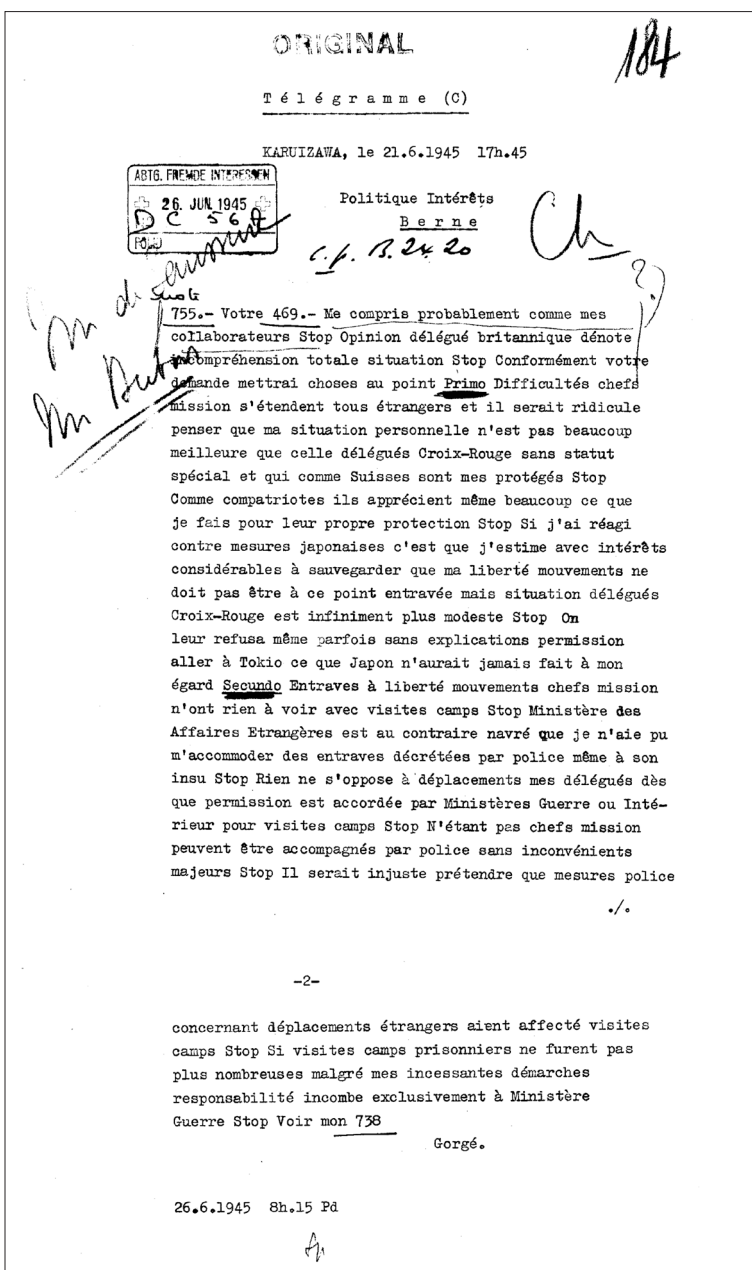 ORIGINAL
184
Télégramme (C)
KARUIZAWA, le 21.6.1945 17h.45
ABTG. FREMDE INTERESSEN
26. JUN. 1945
Politique Intérêts
Berne
C.p. B.24.20
Ch
?)
755.- Votre 469.- Me compris probablement comme mes
collaborateurs Stop Opinion délégué britannique dénote
incompréhension totale situation Stop Conformément votre
demande mettrai choses au point Primo Difficultés chefs
mission s'étendent tous étrangers et il serait ridicule
penser que ma situation personnelle n'est pas beaucoup
meilleure que celle délégués Croix-Rouge sans statut
spécial et qui comme Suisses sont mes protégés Stop
Comme compatriotes ils apprécient même beaucoup ce que
je fais pour leur propre protection Stop Si j'ai réagi
contre mesures japonaises c'est que j'estime avec intérêts
considérables à sauvegarder que ma liberté mouvements ne
doit pas être à ce point entravée mais situation délégués
Croix-Rouge est infiniment plus modeste Stop On
leur refusa même parfois sans explications permission
aller à Tokio ce que Japon n'aurait jamais fait à mon
égard Secundo Entraves à liberté mouvements chefs mission
n'ont rien à voir avec visites camps Stop Ministère des
Affaires Etrangères est au contraire navré que je n'aie pu
m'accommoder des entraves décrétées par police même à son
insu Stop Rien ne s'oppose à déplacements mes délégués dès
que permission est accordée par Ministères Guerre ou Inté-
rieur pour visites camps Stop N'étant pas chefs mission
peuvent être accompagnés par police sans inconvénients
majeurs Stop Il serait injuste prétendre que mesures police
./.
-2-
concernant déplacements étrangers aient affecté visites
camps Stop Si visites camps prisonniers ne furent pas
plus nombreuses malgré mes incessantes démarches
responsabilité incombe exclusivement à Ministère
Guerre Stop Voir mon 738
Gorgé.
26.6.1945 8h.15 Pd